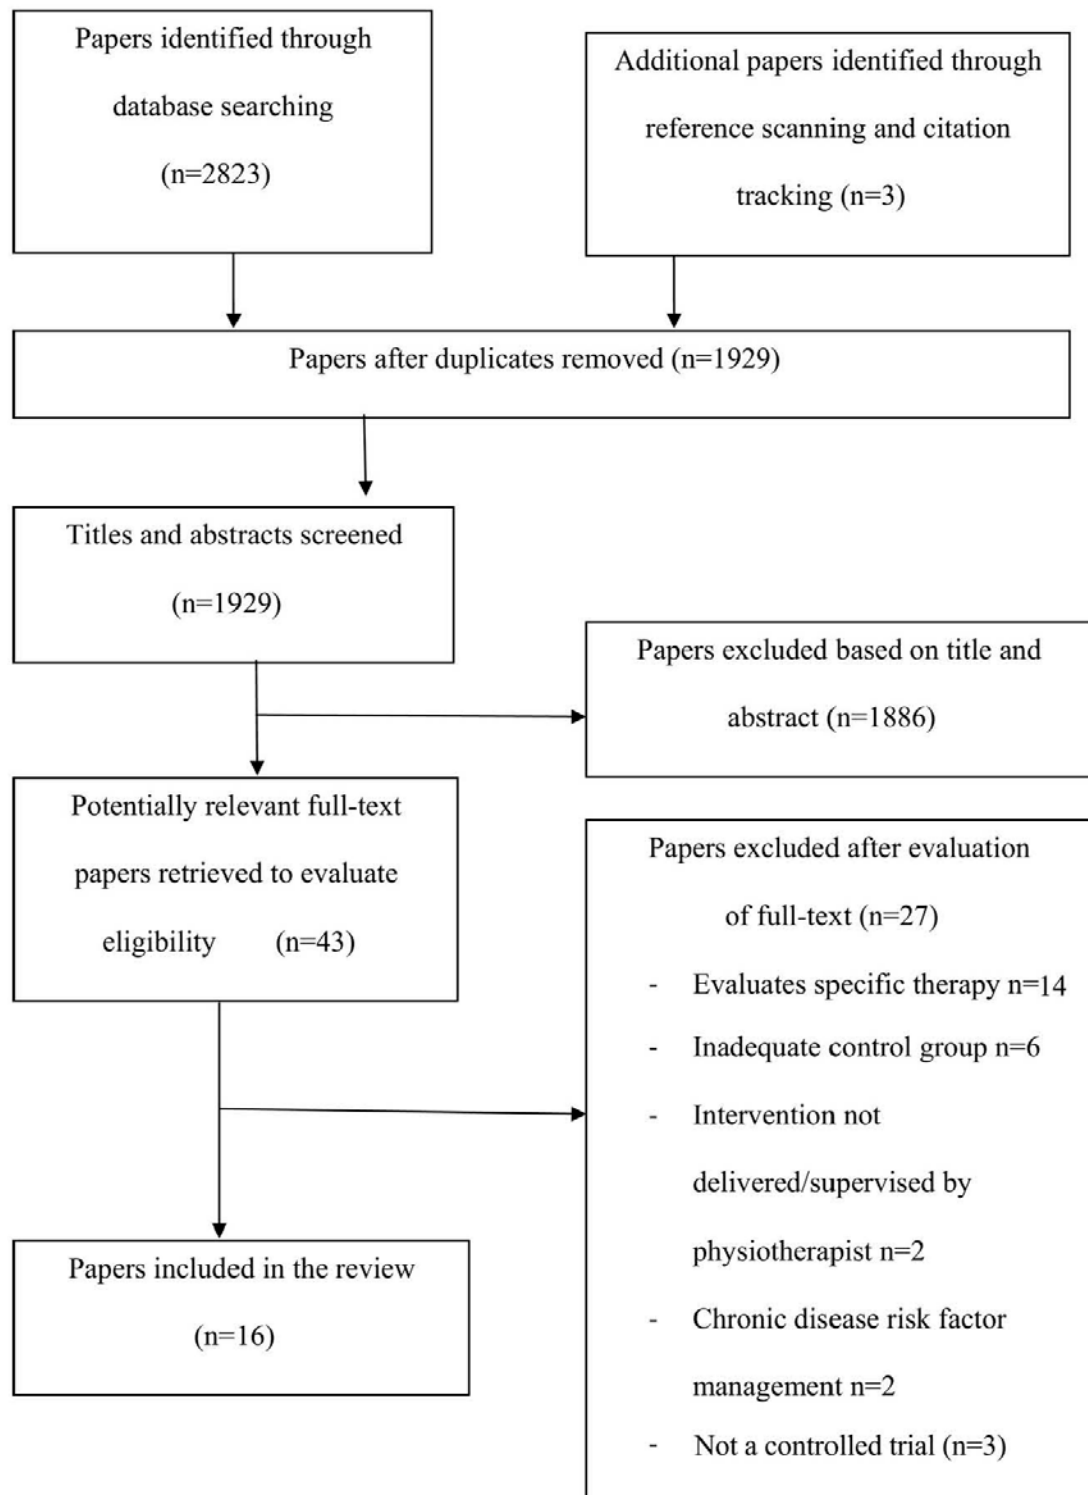 Papers identified through
database searching
(n=2823)
Additional papers identified through
reference scanning and citation
tracking (n=3)
Papers after duplicates removed (n=1929)
Titles and abstracts screened
(n=1929)
Papers excluded based on title and
abstract (n=1886)
Potentially relevant full-text
papers retrieved to evaluate
eligibility (n=43)
Papers excluded after evaluation
of full-text (n=27)
- Evaluates specific therapy n=14
- Inadequate control group n=6
- Intervention not
delivered/supervised by
physiotherapist n=2
- Chronic disease risk factor
management n=2
- Not a controlled trial (n=3)
Papers included in the review
(n=16)